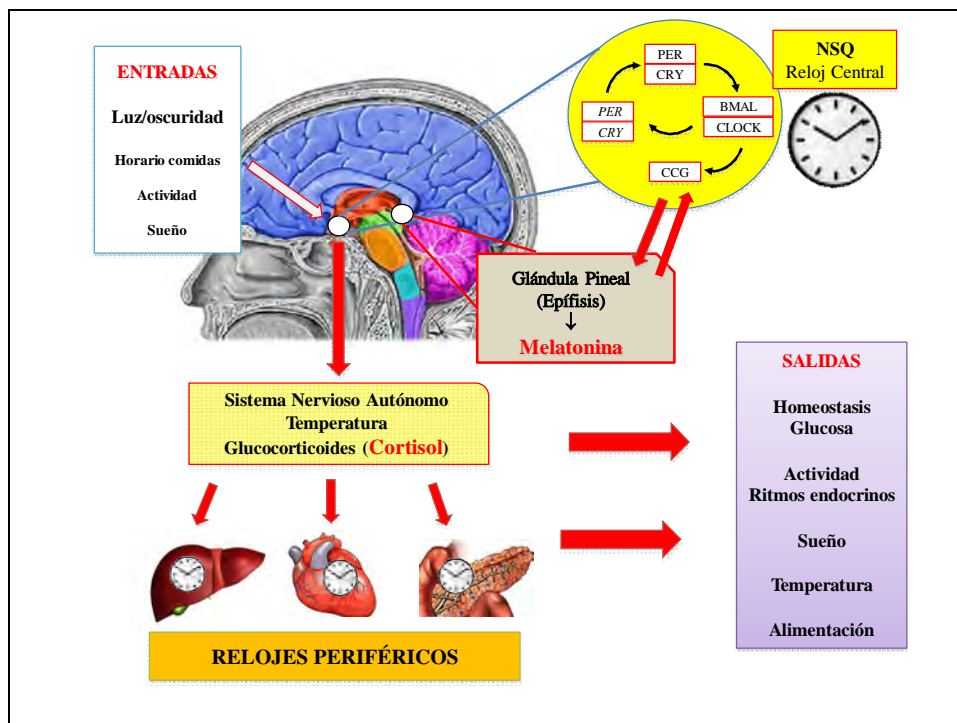 ENTRADAS
Luz/oscuridad
Horario comidas
Actividad
Sueño
PER
CRY
BMAL
CLOCK
PER
CRY
CCG
NSQ
Reloj Central
Glándula Pineal
(Epífisis)
↓
Melatonina
Sistema Nervioso Autónomo
Temperatura
Glucocorticoides (Cortisol)
RELOJES PERIFÉRICOS
SALIDAS
Homeostasis
Glucosa
Actividad
Ritmos endocrinos
Sueño
Temperatura
Alimentación